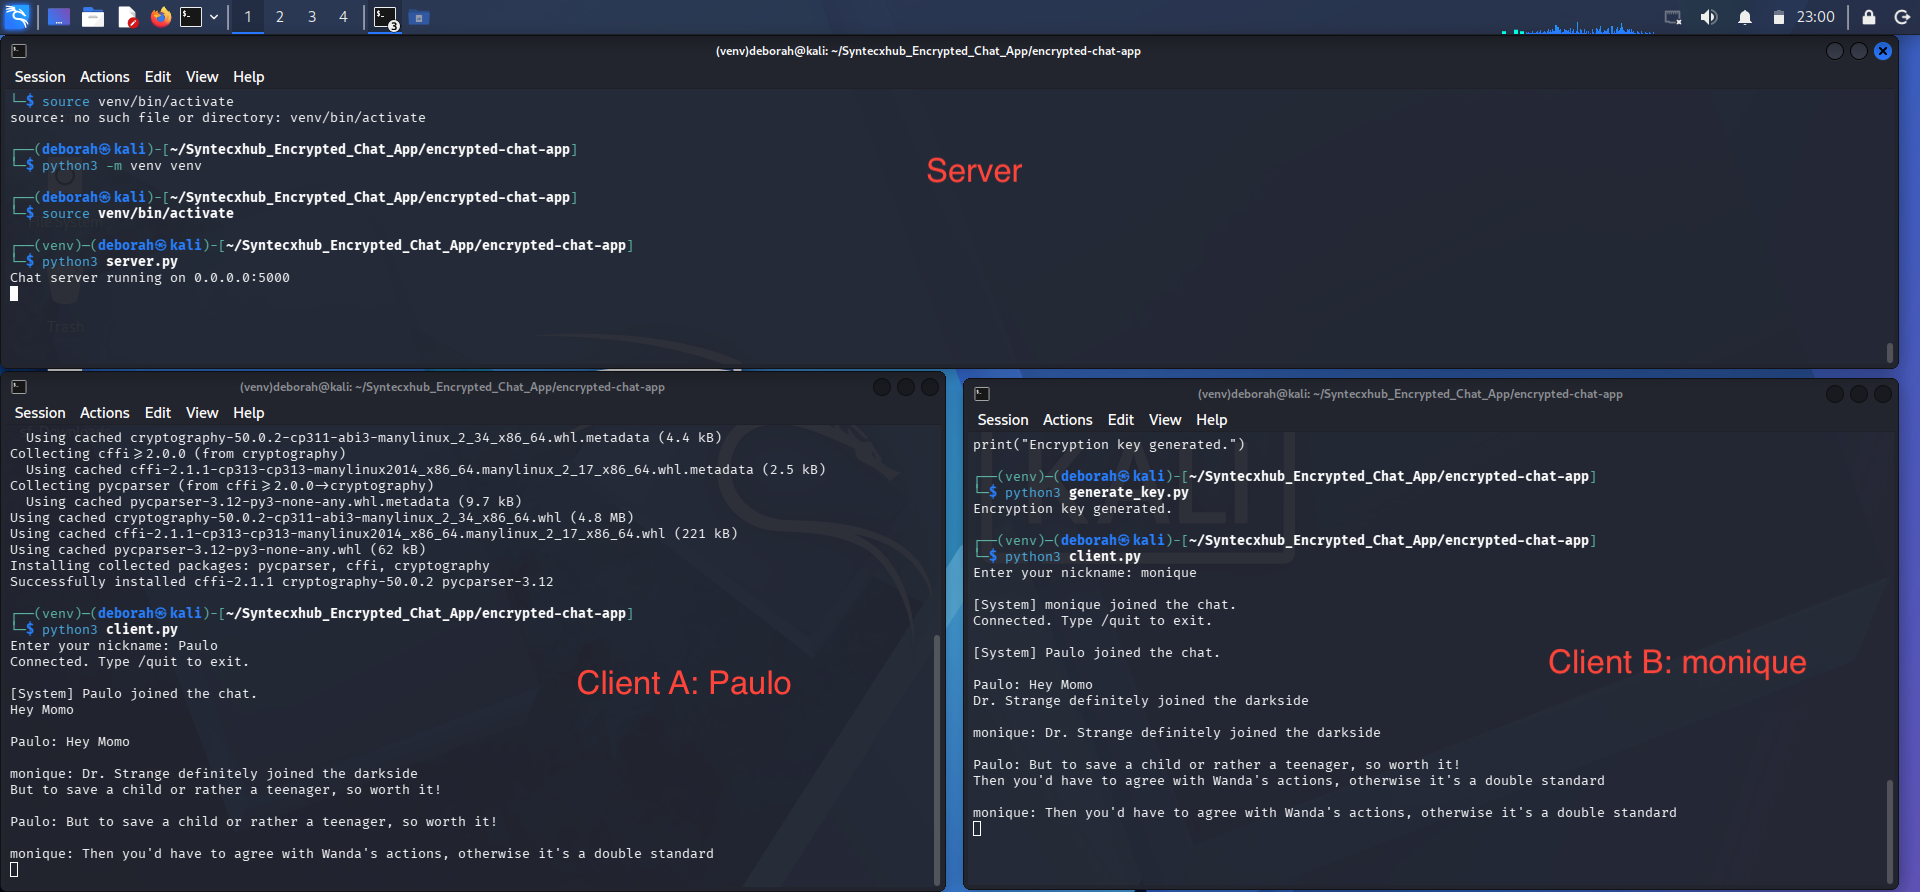 1 2 3 4 3 23:00
(venv)deborah@kali: ~/Syntecxhub_Encrypted_Chat_App/encrypted-chat-app
Session Actions Edit View Help
└─$ source venv/bin/activate
source: no such file or directory: venv/bin/activate
┌──(deborah㉿kali)-[~/Syntecxhub_Encrypted_Chat_App/encrypted-chat-app]
└─$ python3 -m venv venv
┌──(deborah㉿kali)-[~/Syntecxhub_Encrypted_Chat_App/encrypted-chat-app]
└─$ source venv/bin/activate
┌──(venv)─(deborah㉿kali)-[~/Syntecxhub_Encrypted_Chat_App/encrypted-chat-app]
└─$ python3 server.py
Chat server running on 0.0.0.0:5000
Server
Trash
(venv)deborah@kali: ~/Syntecxhub_Encrypted_Chat_App/encrypted-chat-app
Session Actions Edit View Help
Using cached cryptography-50.0.2-cp311-abi3-manylinux_2_34_x86_64.whl.metadata (4.4 kB)
Collecting cffi≥2.0.0 (from cryptography)
Using cached cffi-2.1.1-cp313-cp313-manylinux2014_x86_64.manylinux_2_17_x86_64.whl.metadata (2.5 kB)
Collecting pycparser (from cffi≥2.0.0→cryptography)
Using cached pycparser-3.12-py3-none-any.whl.metadata (9.7 kB)
Using cached cryptography-50.0.2-cp311-abi3-manylinux_2_34_x86_64.whl (4.8 MB)
Using cached cffi-2.1.1-cp313-cp313-manylinux2014_x86_64.manylinux_2_17_x86_64.whl (221 kB)
Using cached pycparser-3.12-py3-none-any.whl (62 kB)
Installing collected packages: pycparser, cffi, cryptography
Successfully installed cffi-2.1.1 cryptography-50.0.2 pycparser-3.12
┌──(venv)─(deborah㉿kali)-[~/Syntecxhub_Encrypted_Chat_App/encrypted-chat-app]
└─$ python3 client.py
Enter your nickname: Paulo
Connected. Type /quit to exit.
[System] Paulo joined the chat.
Hey Momo
Paulo: Hey Momo
monique: Dr. Strange definitely joined the darkside
But to save a child or rather a teenager, so worth it!
Paulo: But to save a child or rather a teenager, so worth it!
monique: Then you'd have to agree with Wanda's actions, otherwise it's a double standard
Client A: Paulo
(venv)deborah@kali: ~/Syntecxhub_Encrypted_Chat_App/encrypted-chat-app
Session Actions Edit View Help
print("Encryption key generated.")
┌──(venv)─(deborah㉿kali)-[~/Syntecxhub_Encrypted_Chat_App/encrypted-chat-app]
└─$ python3 generate_key.py
Encryption key generated.
┌──(venv)─(deborah㉿kali)-[~/Syntecxhub_Encrypted_Chat_App/encrypted-chat-app]
└─$ python3 client.py
Enter your nickname: monique
[System] monique joined the chat.
Connected. Type /quit to exit.
[System] Paulo joined the chat.
Paulo: Hey Momo
Dr. Strange definitely joined the darkside
monique: Dr. Strange definitely joined the darkside
Paulo: But to save a child or rather a teenager, so worth it!
Then you'd have to agree with Wanda's actions, otherwise it's a double standard
monique: Then you'd have to agree with Wanda's actions, otherwise it's a double standard
Client B: monique
KALI